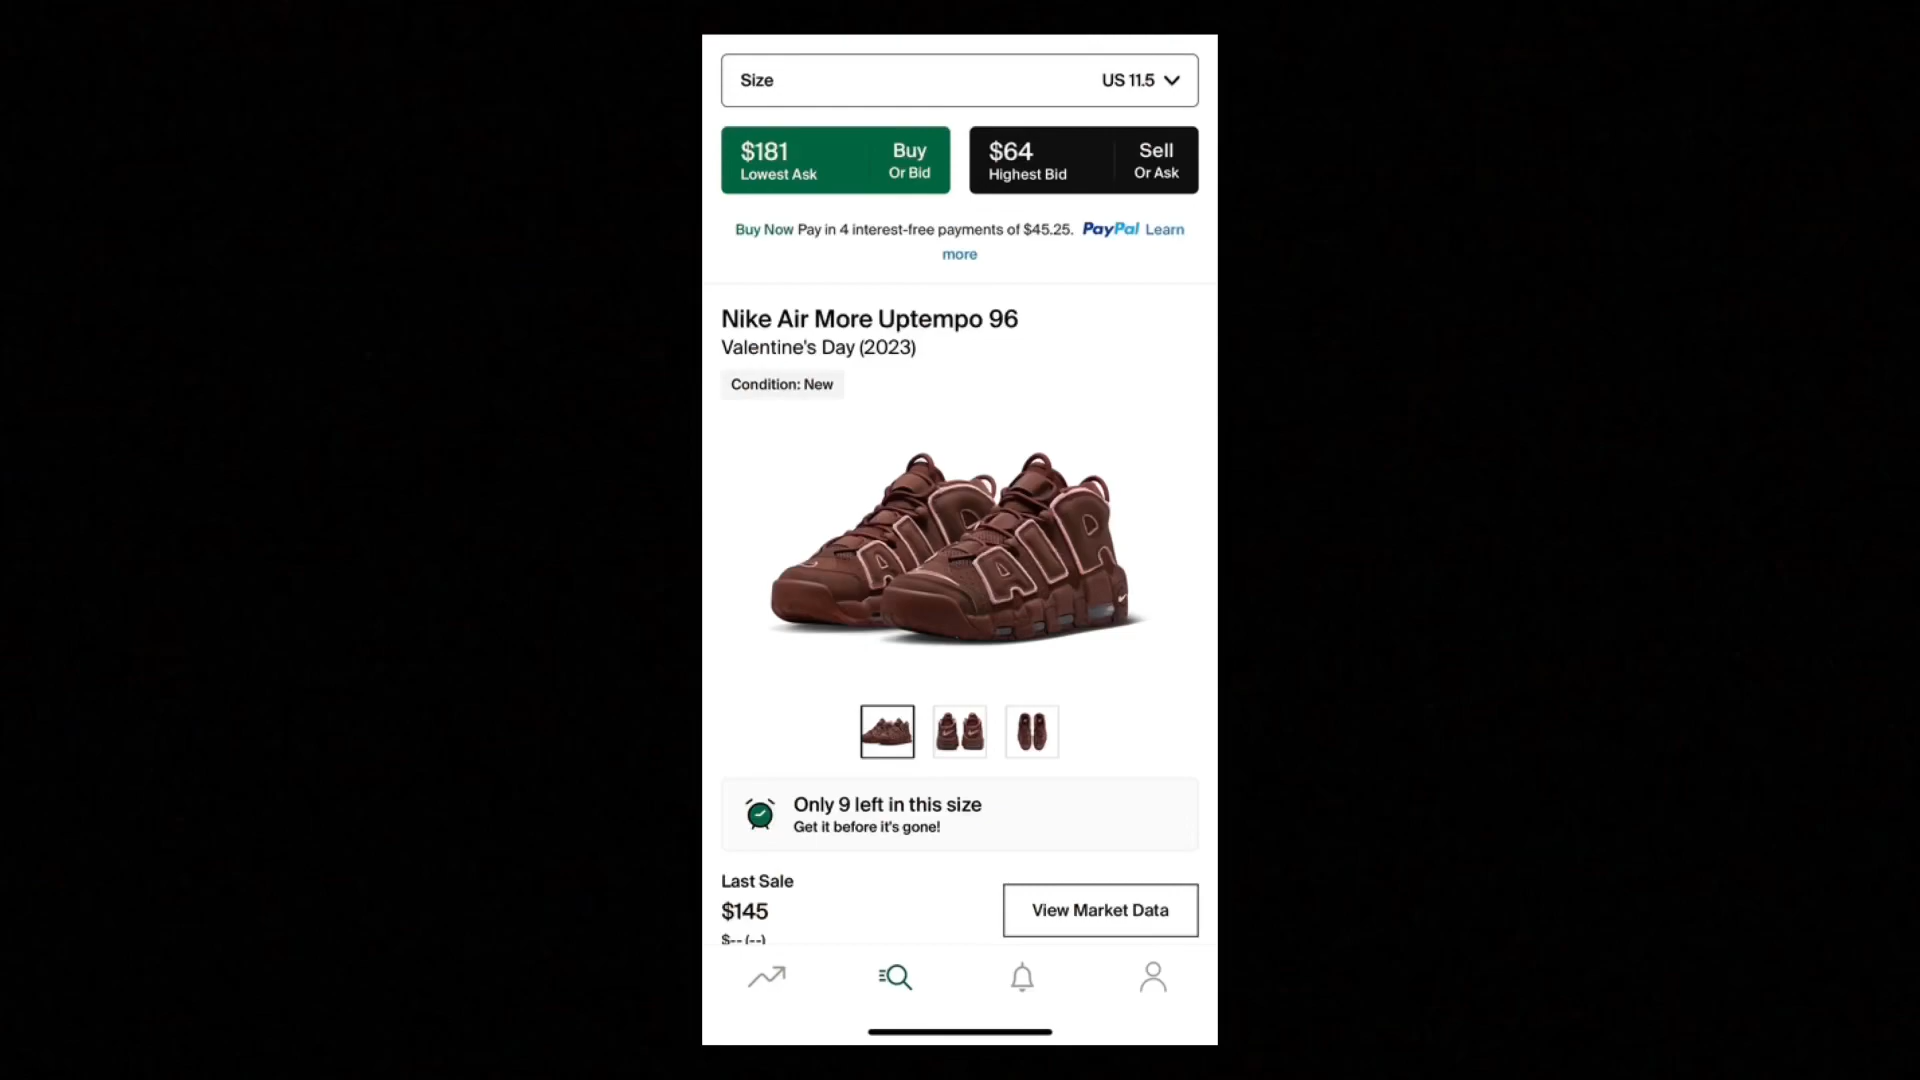 Size US 11.5
$181 Buy $64 Sell
Lowest Ask Or Bid Highest Bid Or Ask
Buy Now Pay in 4 interest-free payments of $45.25. PayPal Learn
more
Nike Air More Uptempo 96
Valentine's Day (2023)
Condition: New
AIR AIR
Only 9 left in this size
Get it before it's gone!
Last Sale
$145 View Market Data
$-- (--)